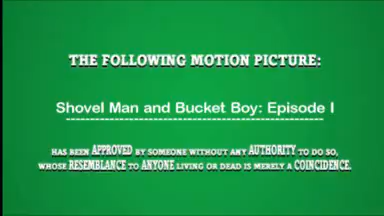 THE FOLLOWING MOTION PICTURE:
Shovel Man and Bucket Boy: Episode I
HAS BEEN APPROVED BY SOMEONE WITHOUT ANY AUTHORITY TO DO SO,
WHOSE RESEMBLANCE TO ANYONE LIVING OR DEAD IS MERELY A COINCIDENCE.